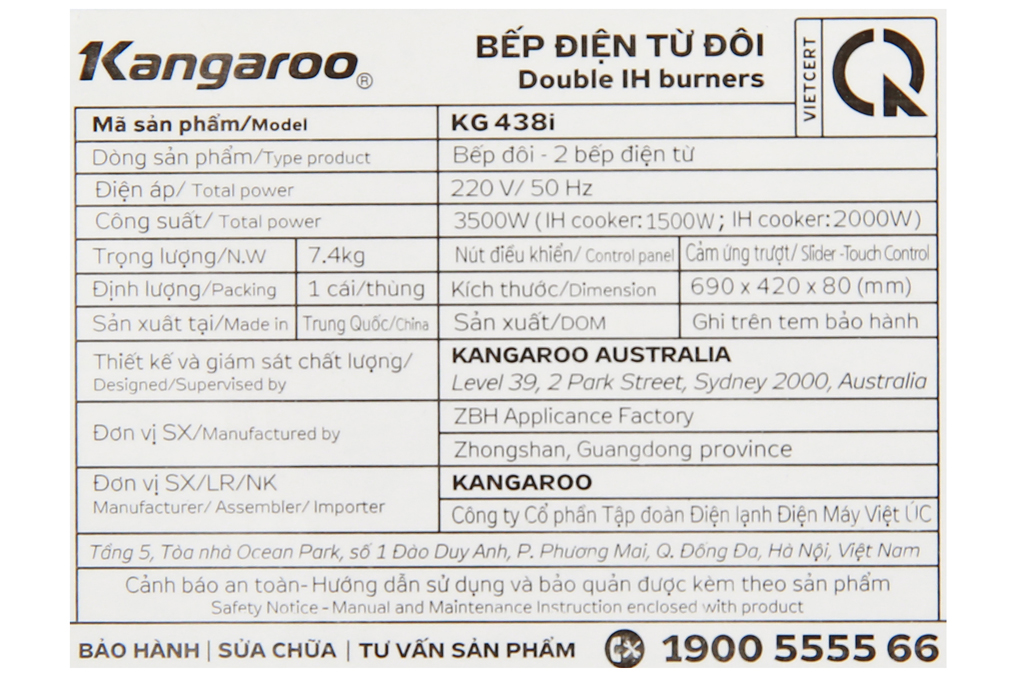 Kangaroo®
BẾP ĐIỆN TỪ ĐÔI
Double IH burners
VIETCERT
Mã sản phẩm/Model KG 438i
Dòng sản phẩm/Type product Bếp đôi - 2 bếp điện từ
Điện áp/ Total power 220 V/ 50 Hz
Công suất/ Total power 3500W ( IH cooker: 1500W ; IH cooker: 2000W )
Trọng lượng/N.W 7.4kg Nút điều khiển/ Control panel Cảm ứng trượt/ Slider -Touch Control
Định lượng/Packing 1 cái/thùng Kích thước/Dimension 690 x 420 x 80 (mm)
Sản xuất tại/Made in Trung Quốc/China Sản xuất/DOM Ghi trên tem bảo hành
Thiết kế và giám sát chất lượng/
Designed/Supervised by
KANGAROO AUSTRALIA
Level 39, 2 Park Street, Sydney 2000, Australia
Đơn vị SX/Manufactured by
ZBH Applicance Factory
Zhongshan, Guangdong province
Đơn vị SX/LR/NK
Manufacturer/ Assembler/ Importer
KANGAROO
Công ty Cổ phần Tập đoàn Điện lạnh Điện Máy Việt ÚC
Tầng 5, Tòa nhà Ocean Park, số 1 Đào Duy Anh, P. Phương Mai, Q. Đống Đa, Hà Nội, Việt Nam
Cảnh báo an toàn- Hướng dẫn sử dụng và bảo quản được kèm theo sản phẩm
Safety Notice - Manual and Maintenance Instruction enclosed with product
BẢO HÀNH | SỬA CHỮA | TƯ VẤN SẢN PHẨM 1900 5555 66